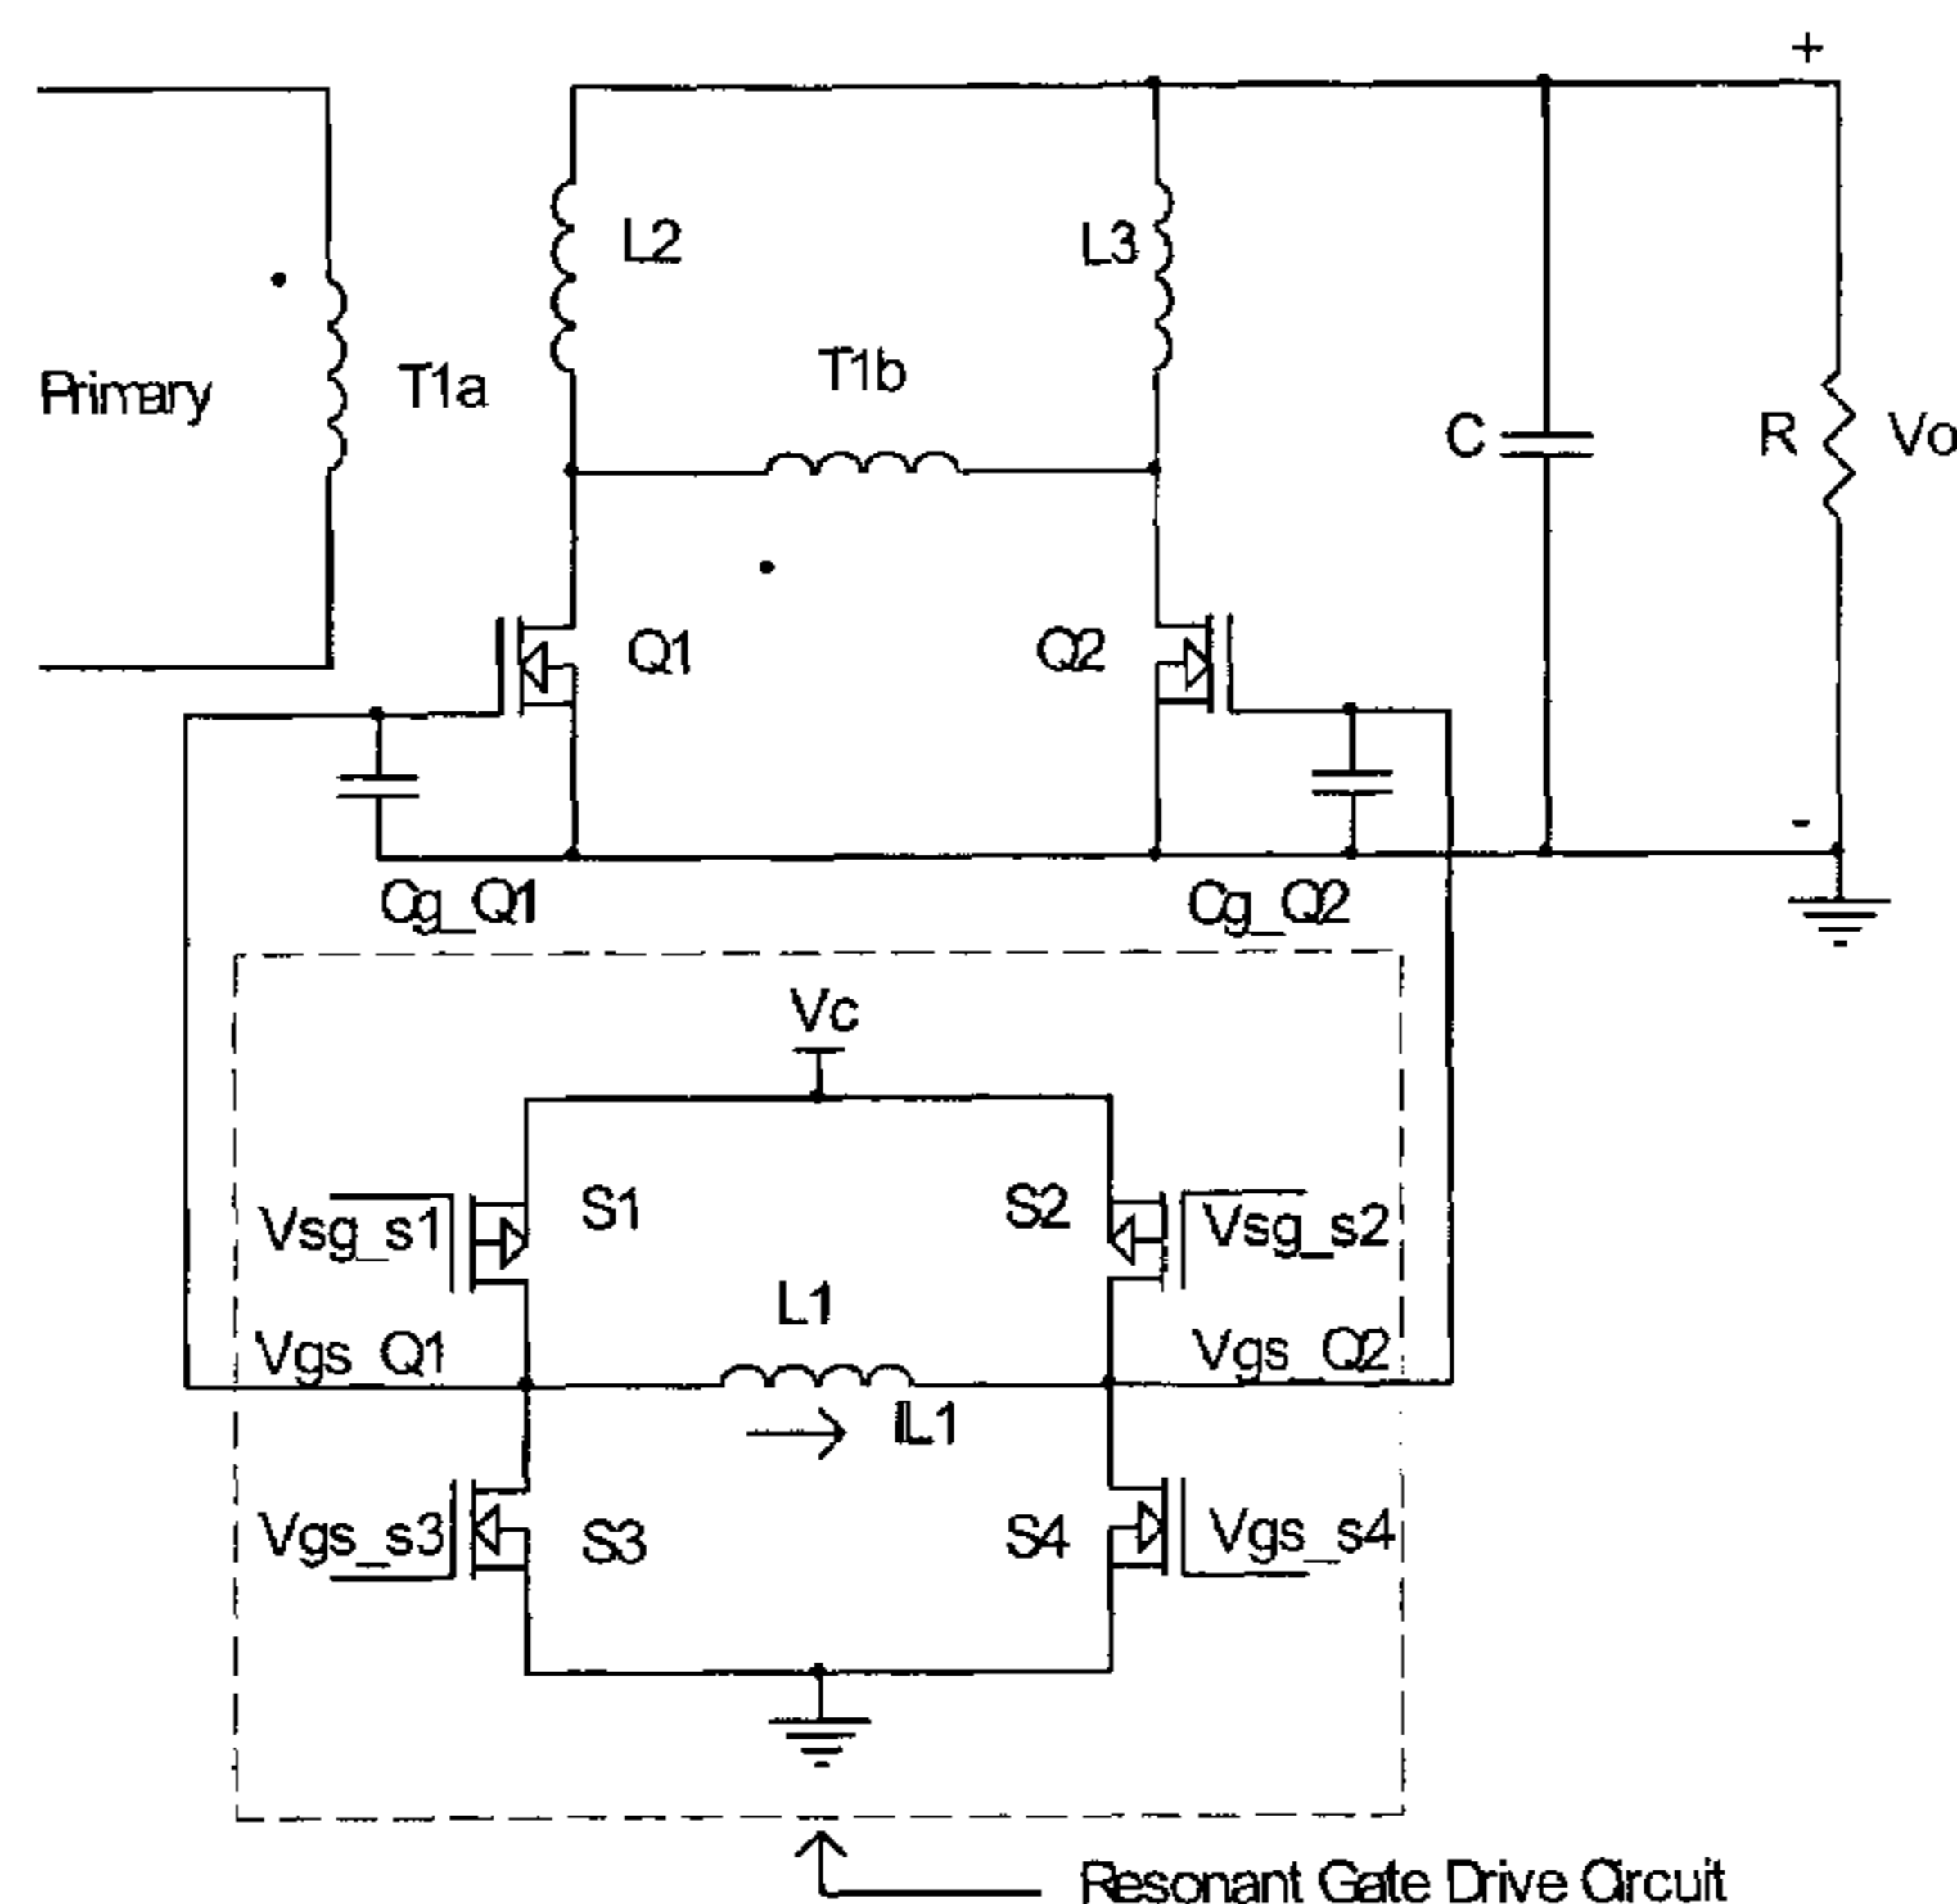 +
L2
L3
T1b
Primary
T1a
C
R
Vo
Q1
Q2
-
Cg_Q1
Cg_Q2
Vc
Vsg_s1
S1
S2
Vsg_s2
L1
Vgs_Q1
Vgs_Q2
IL1
Vgs_s3
S3
S4
Vgs_s4
Resonant Gate Drive Circuit